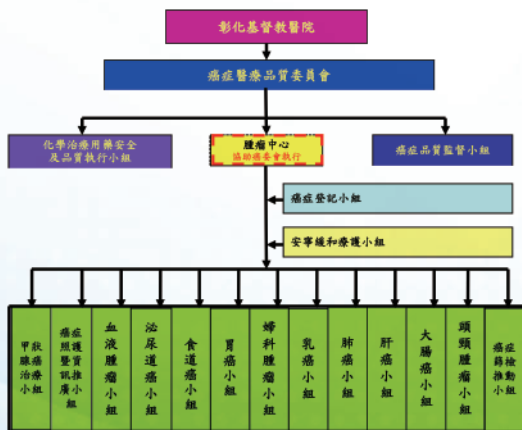 彰化基督教醫院
癌症醫療品質委員會
化學治療用藥安全
及品質執行小組
腫瘤中心
協助癌委會執行
癌症品質監督小組
癌症登記小組
安寧緩和療護小組
甲狀腺癌治療小組
癌症照護暨資訊推廣小組
血液腫瘤小組
泌尿道癌小組
食道癌小組
胃癌小組
婦科腫瘤小組
乳癌小組
肺癌小組
肝癌小組
大腸癌小組
頭頸腫瘤小組
癌症篩檢推動小組